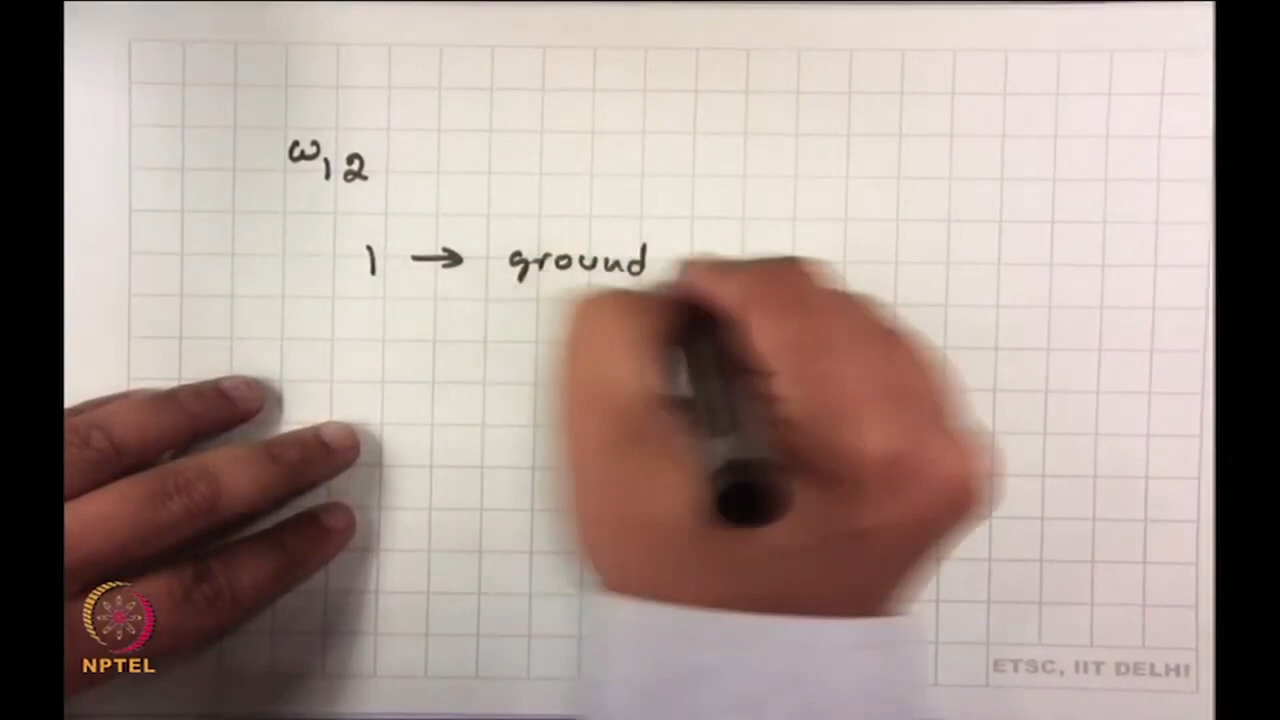 ω12
1 → ground
NPTEL
ETSC, IIT DELHI